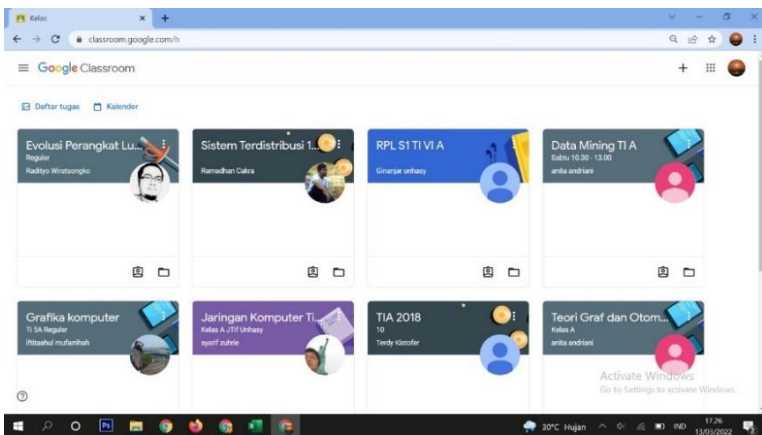 Kelas
classroom.google.com/h
Google Classroom
Daftar tugas
Kalender
Evolusi Perangkat Lu...
Reguler
Radityo Wiratsongko
Sistem Terdistribusi 1...
Ramadhan Cakra
RPL S1 TI VI A
Ginanjar unhasy
Data Mining TI A
Sabtu 10.30 - 13.00
anita andriani
Grafika komputer
TI 5A Reguler
iftitaahul mufarrihah
Jaringan Komputer Ti...
Kelas A JTIf Unhasy
syarif zuhrie
TIA 2018
10
Terdy Kistofer
Teori Graf dan Otom...
Kelas A
anita andriani
Activate Windows
Go to Settings to activate Windows.
Ps
30°C Hujan
IND
17.26
13/03/2022